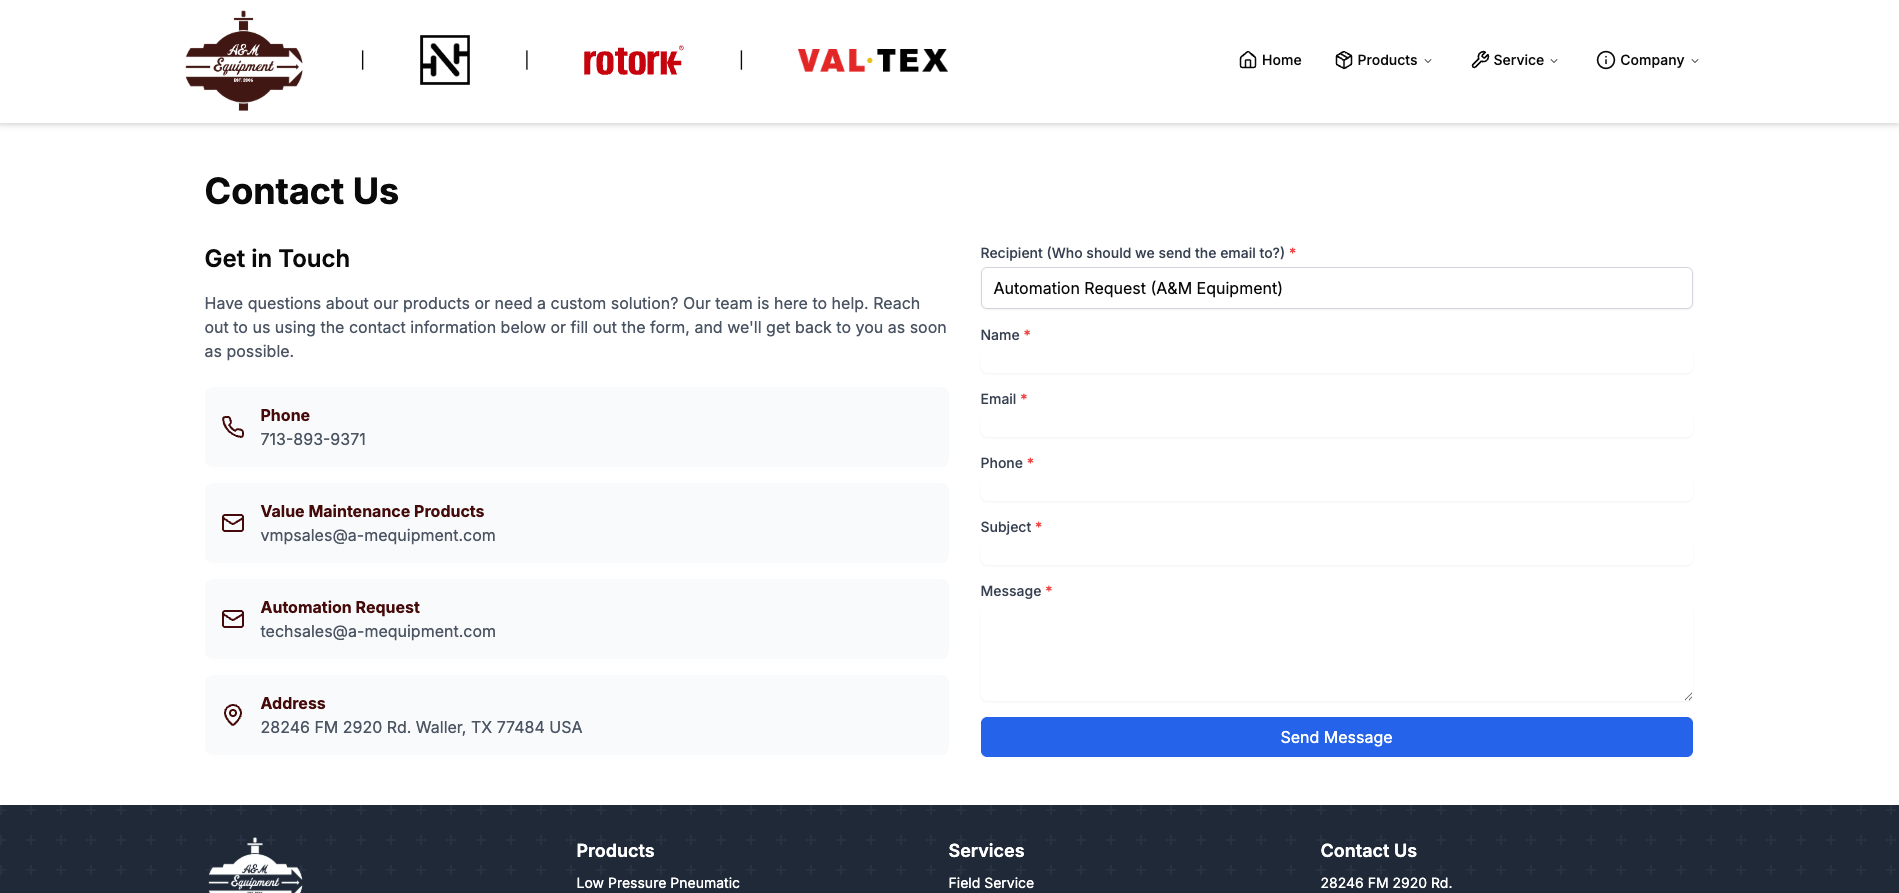 A&M
Equipment
EST. 2006
N
rotork®
VAL·TEX
Home
Products
Service
Company
Contact Us
Get in Touch
Have questions about our products or need a custom solution? Our team is here to help. Reach
out to us using the contact information below or fill out the form, and we'll get back to you as soon
as possible.
Phone
713-893-9371
Value Maintenance Products
vmpsales@a-mequipment.com
Automation Request
techsales@a-mequipment.com
Address
28246 FM 2920 Rd. Waller, TX 77484 USA
Recipient (Who should we send the email to?) *
Automation Request (A&M Equipment)
Name *
Email *
Phone *
Subject *
Message *
Send Message
A&M
Equipment
Products
Low Pressure Pneumatic
Services
Field Service
Contact Us
28246 FM 2920 Rd.